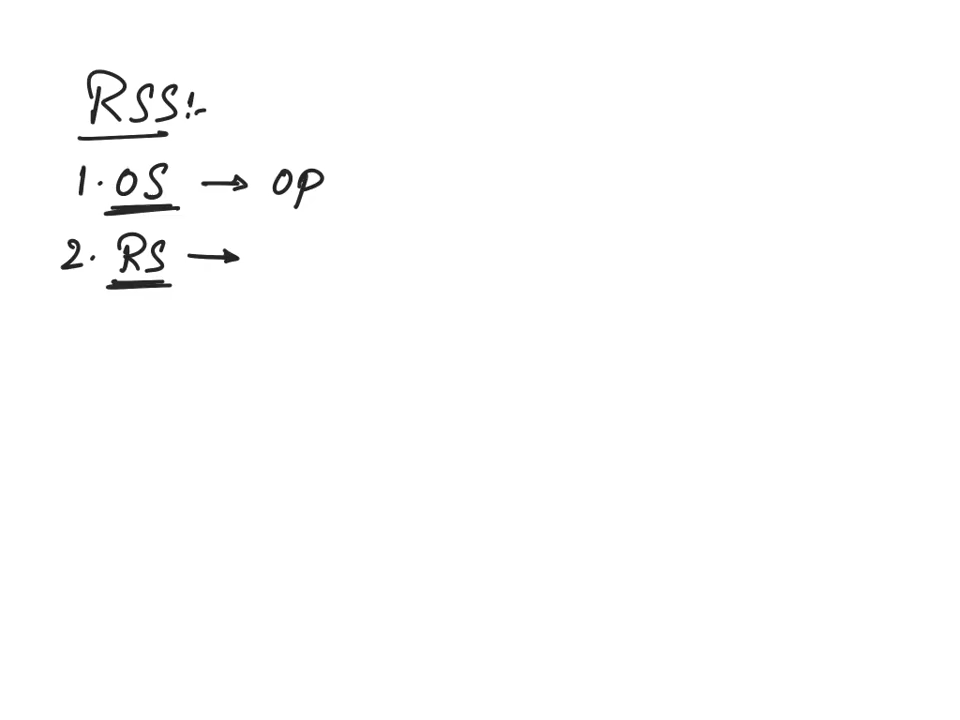 RSS:-
1. OS → OP
2. RS →